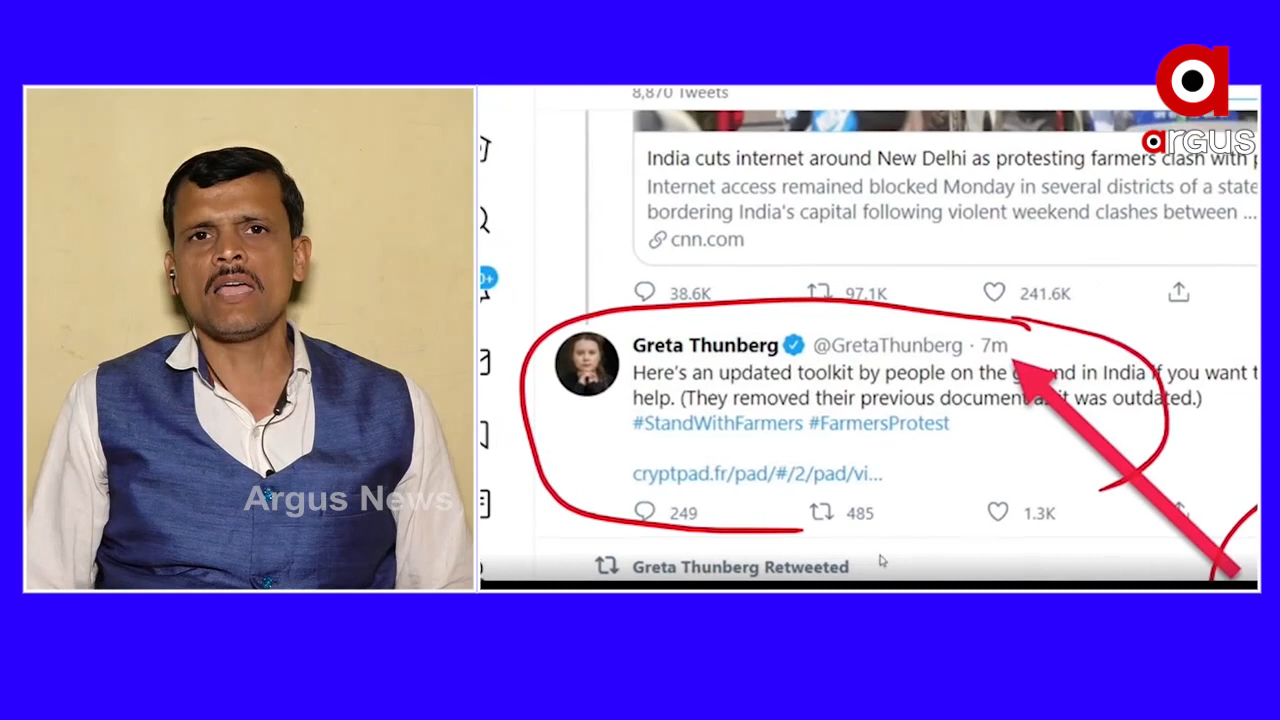 argus
Argus News
8,870 Tweets
India cuts internet around New Delhi as protesting farmers clash with
Internet access remained blocked Monday in several districts of a state
bordering India's capital following violent weekend clashes between ...
cnn.com
38.6K 97.1K 241.6K
Greta Thunberg @GretaThunberg · 7m
Here's an updated toolkit by people on the ground in India if you want
help. (They removed their previous document as it was outdated.)
#StandWithFarmers #FarmersProtest
cryptpad.fr/pad/#/2/pad/vi...
249 485 1.3K
Greta Thunberg Retweeted